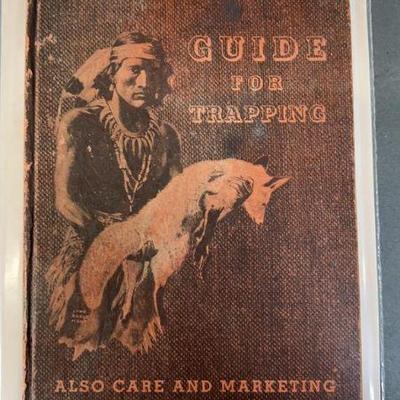 GUIDE
FOR
TRAPPING
ALSO CARE AND MARKETING